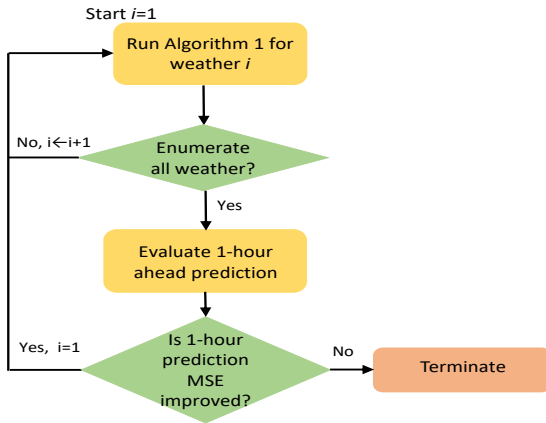 Start i=1
Run Algorithm 1 for
weather i
No, i←i+1
Enumerate
all weather?
Yes
Evaluate 1-hour
ahead prediction
Yes, i=1
Is 1-hour
prediction
MSE
improved?
No
Terminate